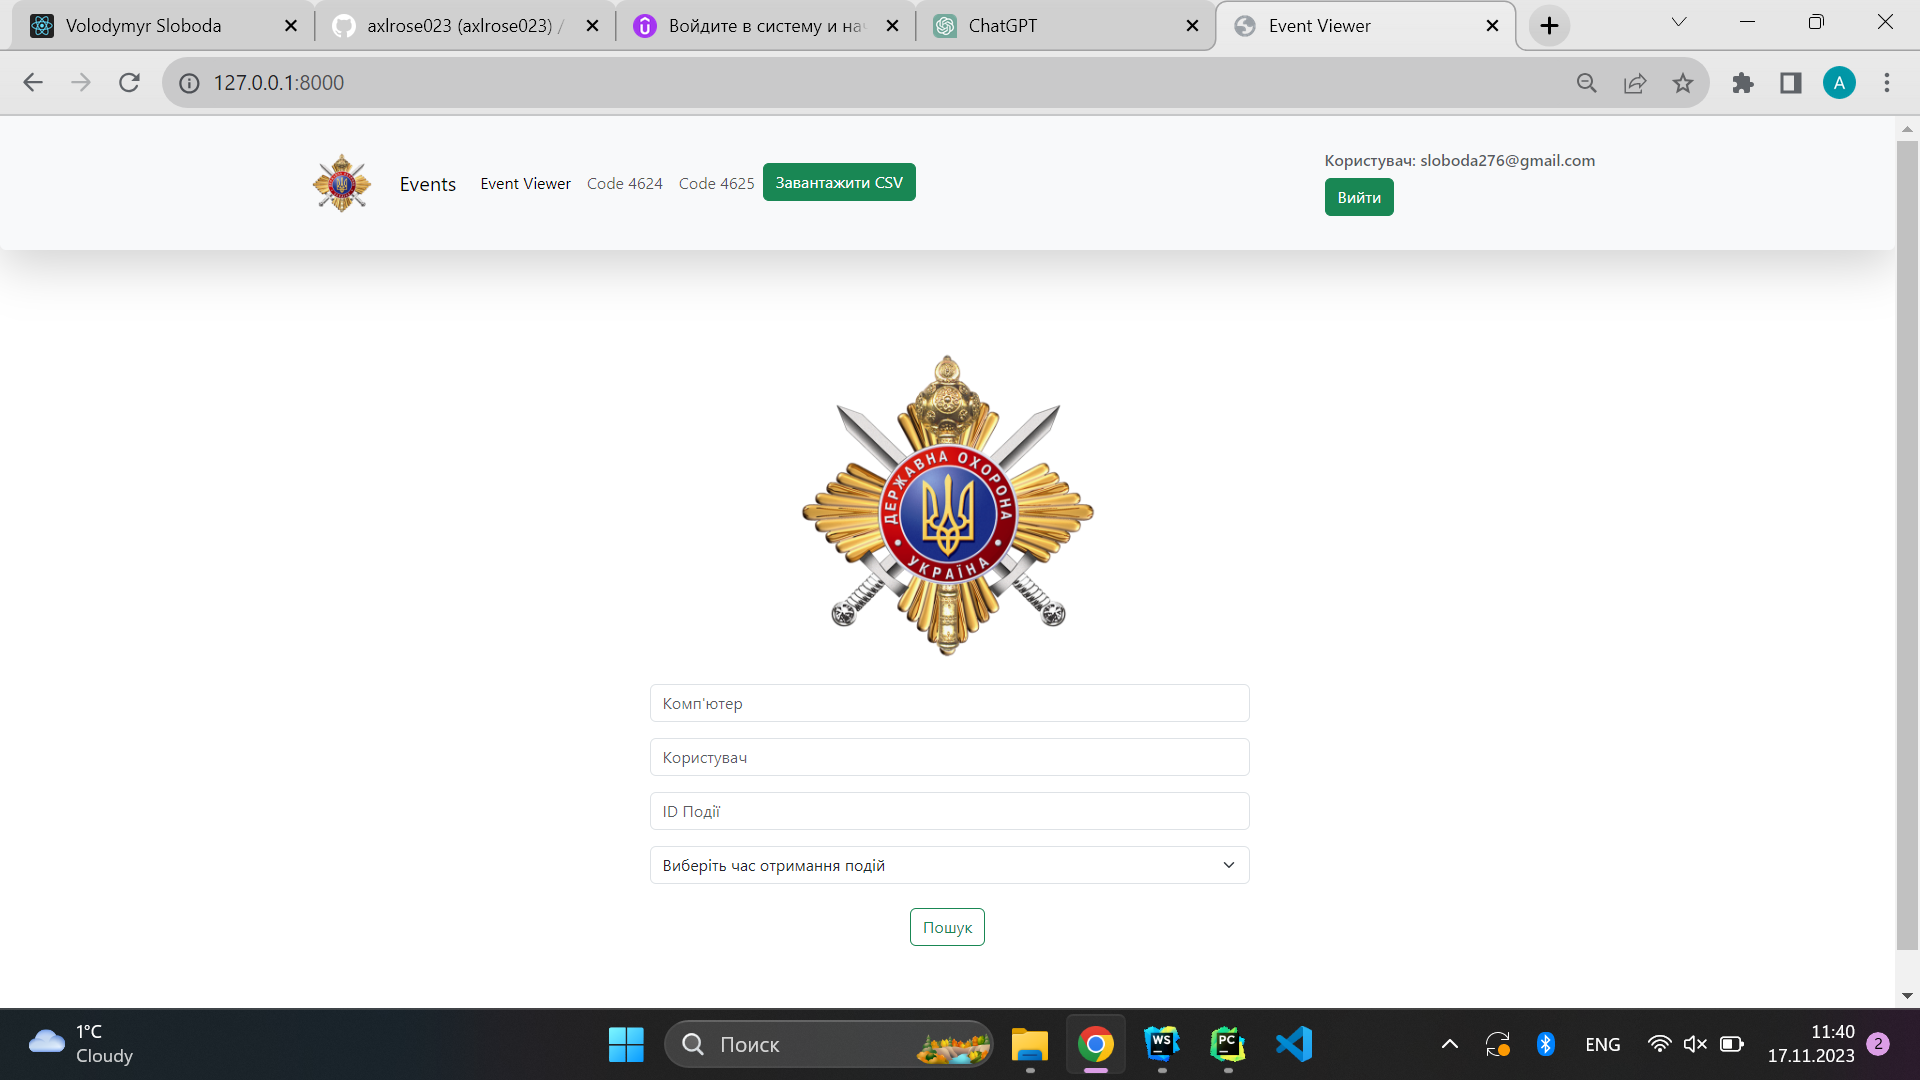 Volodymyr Sloboda
axlrose023 (axlrose023) /
Войдите в систему и нач
ChatGPT
Event Viewer
127.0.0.1:8000
A
Events
Event Viewer
Code 4624
Code 4625
Завантажити CSV
Користувач: sloboda276@gmail.com
Вийти
ДЕРЖАВНА ОХОРОНА
УКРАЇНА
Комп'ютер
Користувач
ID Події
Виберіть час отримання подій
Пошук
1°C
Cloudy
Поиск
WS
PC
ENG
11:40
17.11.2023
2